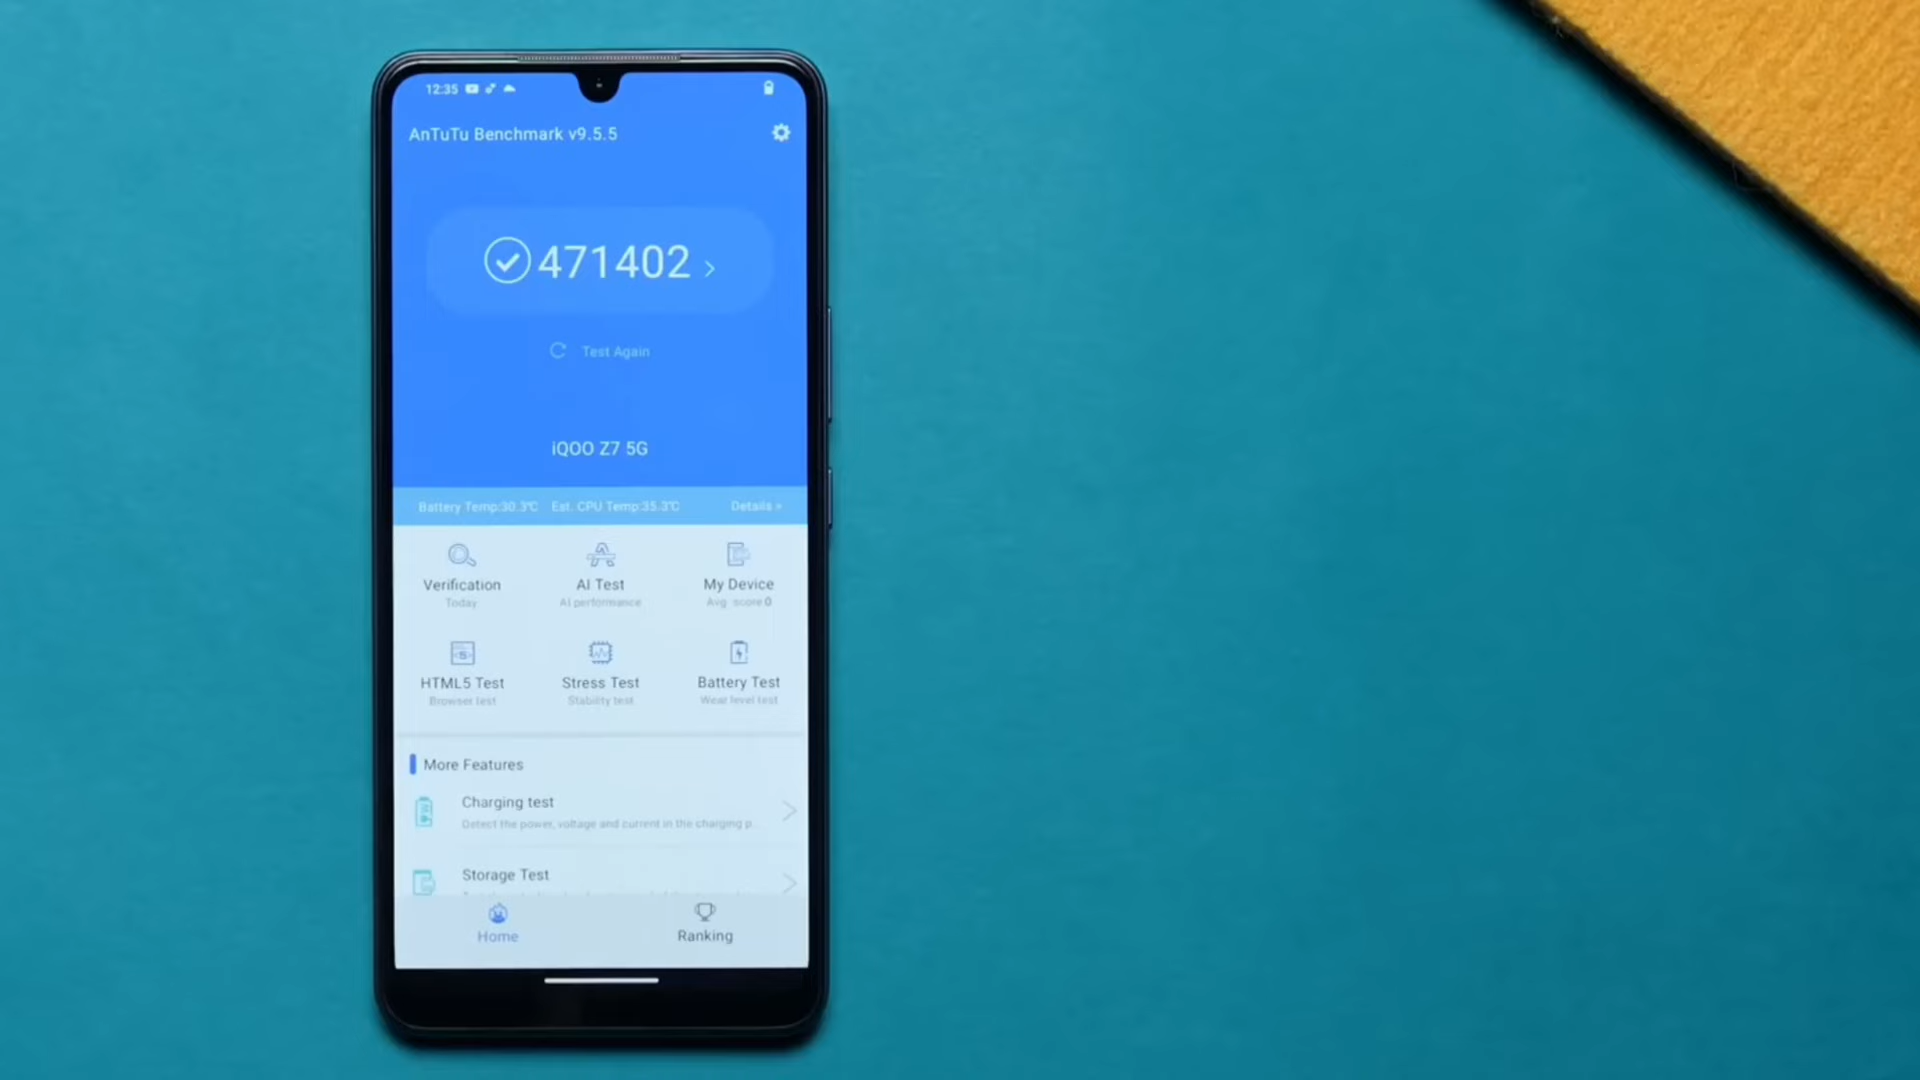 12:35
AnTuTu Benchmark v9.5.5
471402
Test Again
iQOO Z7 5G
Battery Temp:30.3℃ Est. CPU Temp:35.3℃ Details »
Verification AI Test My Device
Today AI performance Avg. score 0
HTML5 Test Stress Test Battery Test
Browser test Stability test Wear level test
More Features
Charging test
Detect the power, voltage and current in the charging p...
Storage Test
Home Ranking